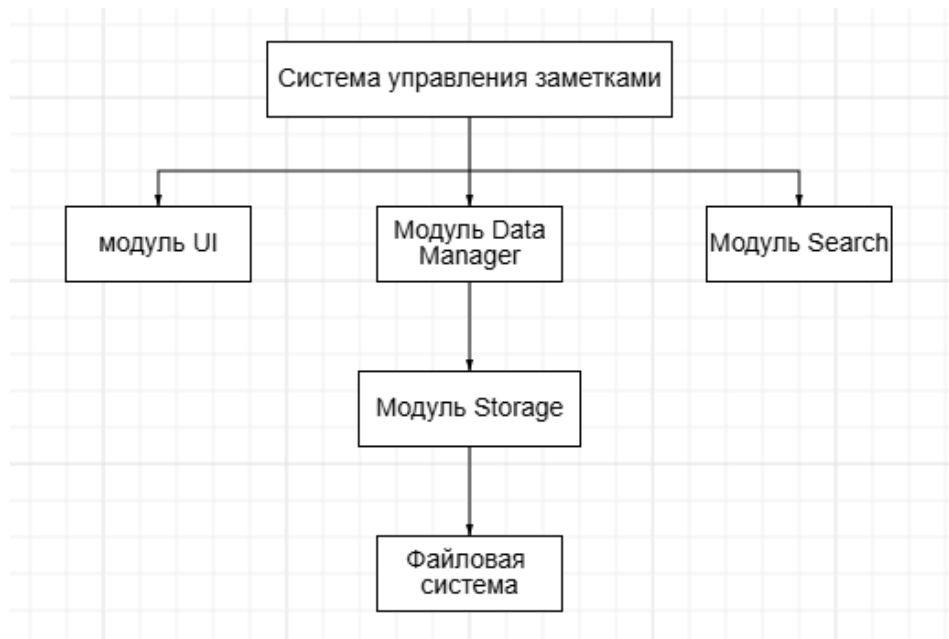 Система управления заметками
модуль UI
Модуль Data
Manager
Модуль Search
Модуль Storage
Файловая
система